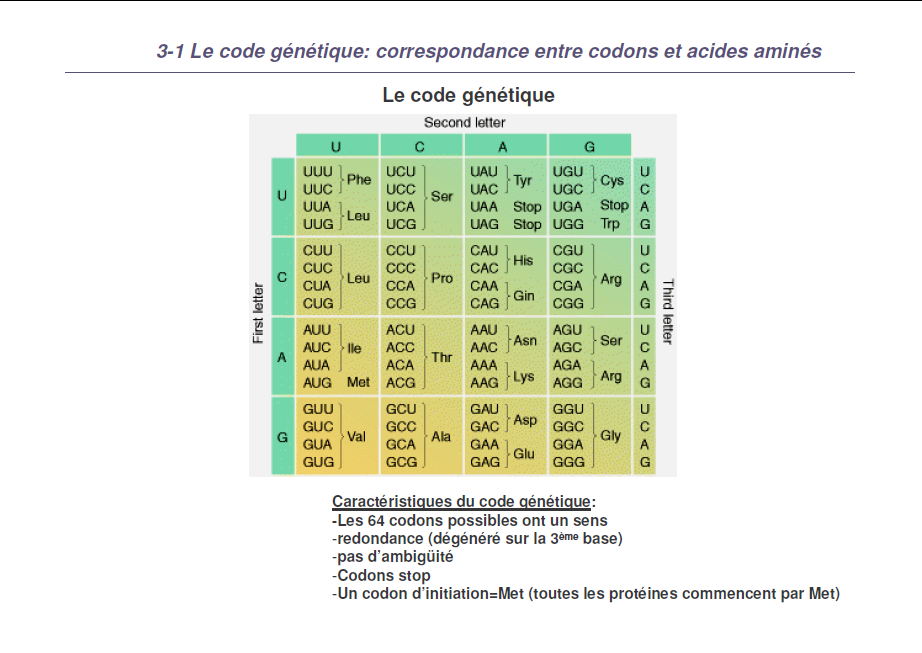 3-1 Le code génétique: correspondance entre codons et acides aminés
Le code génétique
Second letter
U C A G
First letter
Third letter
U
UUU UCU UAU UGU U
UUC Phe UCC UAC Tyr UGC Cys C
UUA UCA Ser UAA Stop UGA Stop A
UUG Leu UCG UAG Stop UGG Trp G
C
CUU CCU CAU CGU U
CUC CCC CAC His CGC C
CUA Leu CCA Pro CAA CGA Arg A
CUG CCG CAG Gin CGG G
A
AUU ACU AAU AGU U
AUC Ile ACC AAC Asn AGC Ser C
AUA ACA Thr AAA AGA A
AUG Met ACG AAG Lys AGG Arg G
G
GUU GCU GAU GGU U
GUC GCC GAC Asp GGC C
GUA Val GCA Ala GAA GGA Gly A
GUG GCG GAG Glu GGG G
Caractéristiques du code génétique:
-Les 64 codons possibles ont un sens
-redondance (dégénéré sur la 3ème base)
-pas d'ambigüité
-Codons stop
-Un codon d'initiation=Met (toutes les protéines commencent par Met)